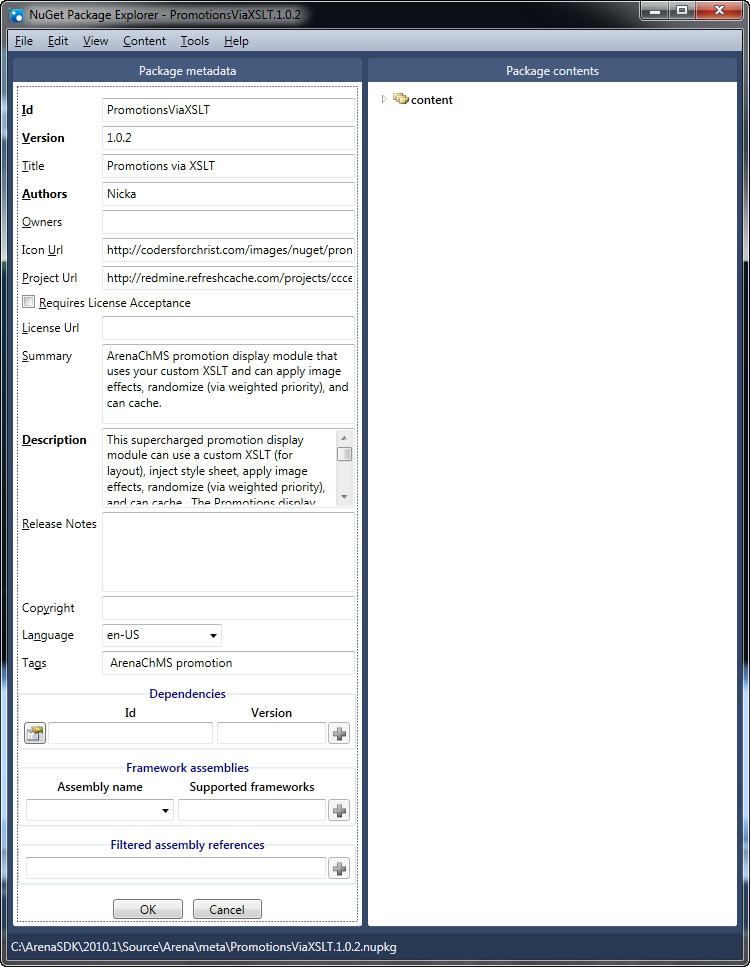 NuGet Package Explorer - PromotionsViaXSLT.1.0.2
File Edit View Content Tools Help
Package metadata
Package contents
Id
PromotionsViaXSLT
content
Version
1.0.2
Title
Promotions via XSLT
Authors
Nicka
Owners
Icon Url
http://codersforchrist.com/images/nuget/pron
Project Url
http://redmine.refreshcache.com/projects/ccce
Requires License Acceptance
License Url
Summary
ArenaChMS promotion display module that
uses your custom XSLT and can apply image
effects, randomize (via weighted priority), and
can cache.
Description
This supercharged promotion display
module can use a custom XSLT (for
layout), inject style sheet, apply image
effects, randomize (via weighted priority),
and can cache. The Promotions display
Release Notes
Copyright
Language
en-US
Tags
ArenaChMS promotion
Dependencies
Id
Version
Framework assemblies
Assembly name
Supported frameworks
Filtered assembly references
OK
Cancel
C:\ArenaSDK\2010.1\Source\Arena\meta\PromotionsViaXSLT.1.0.2.nupkg